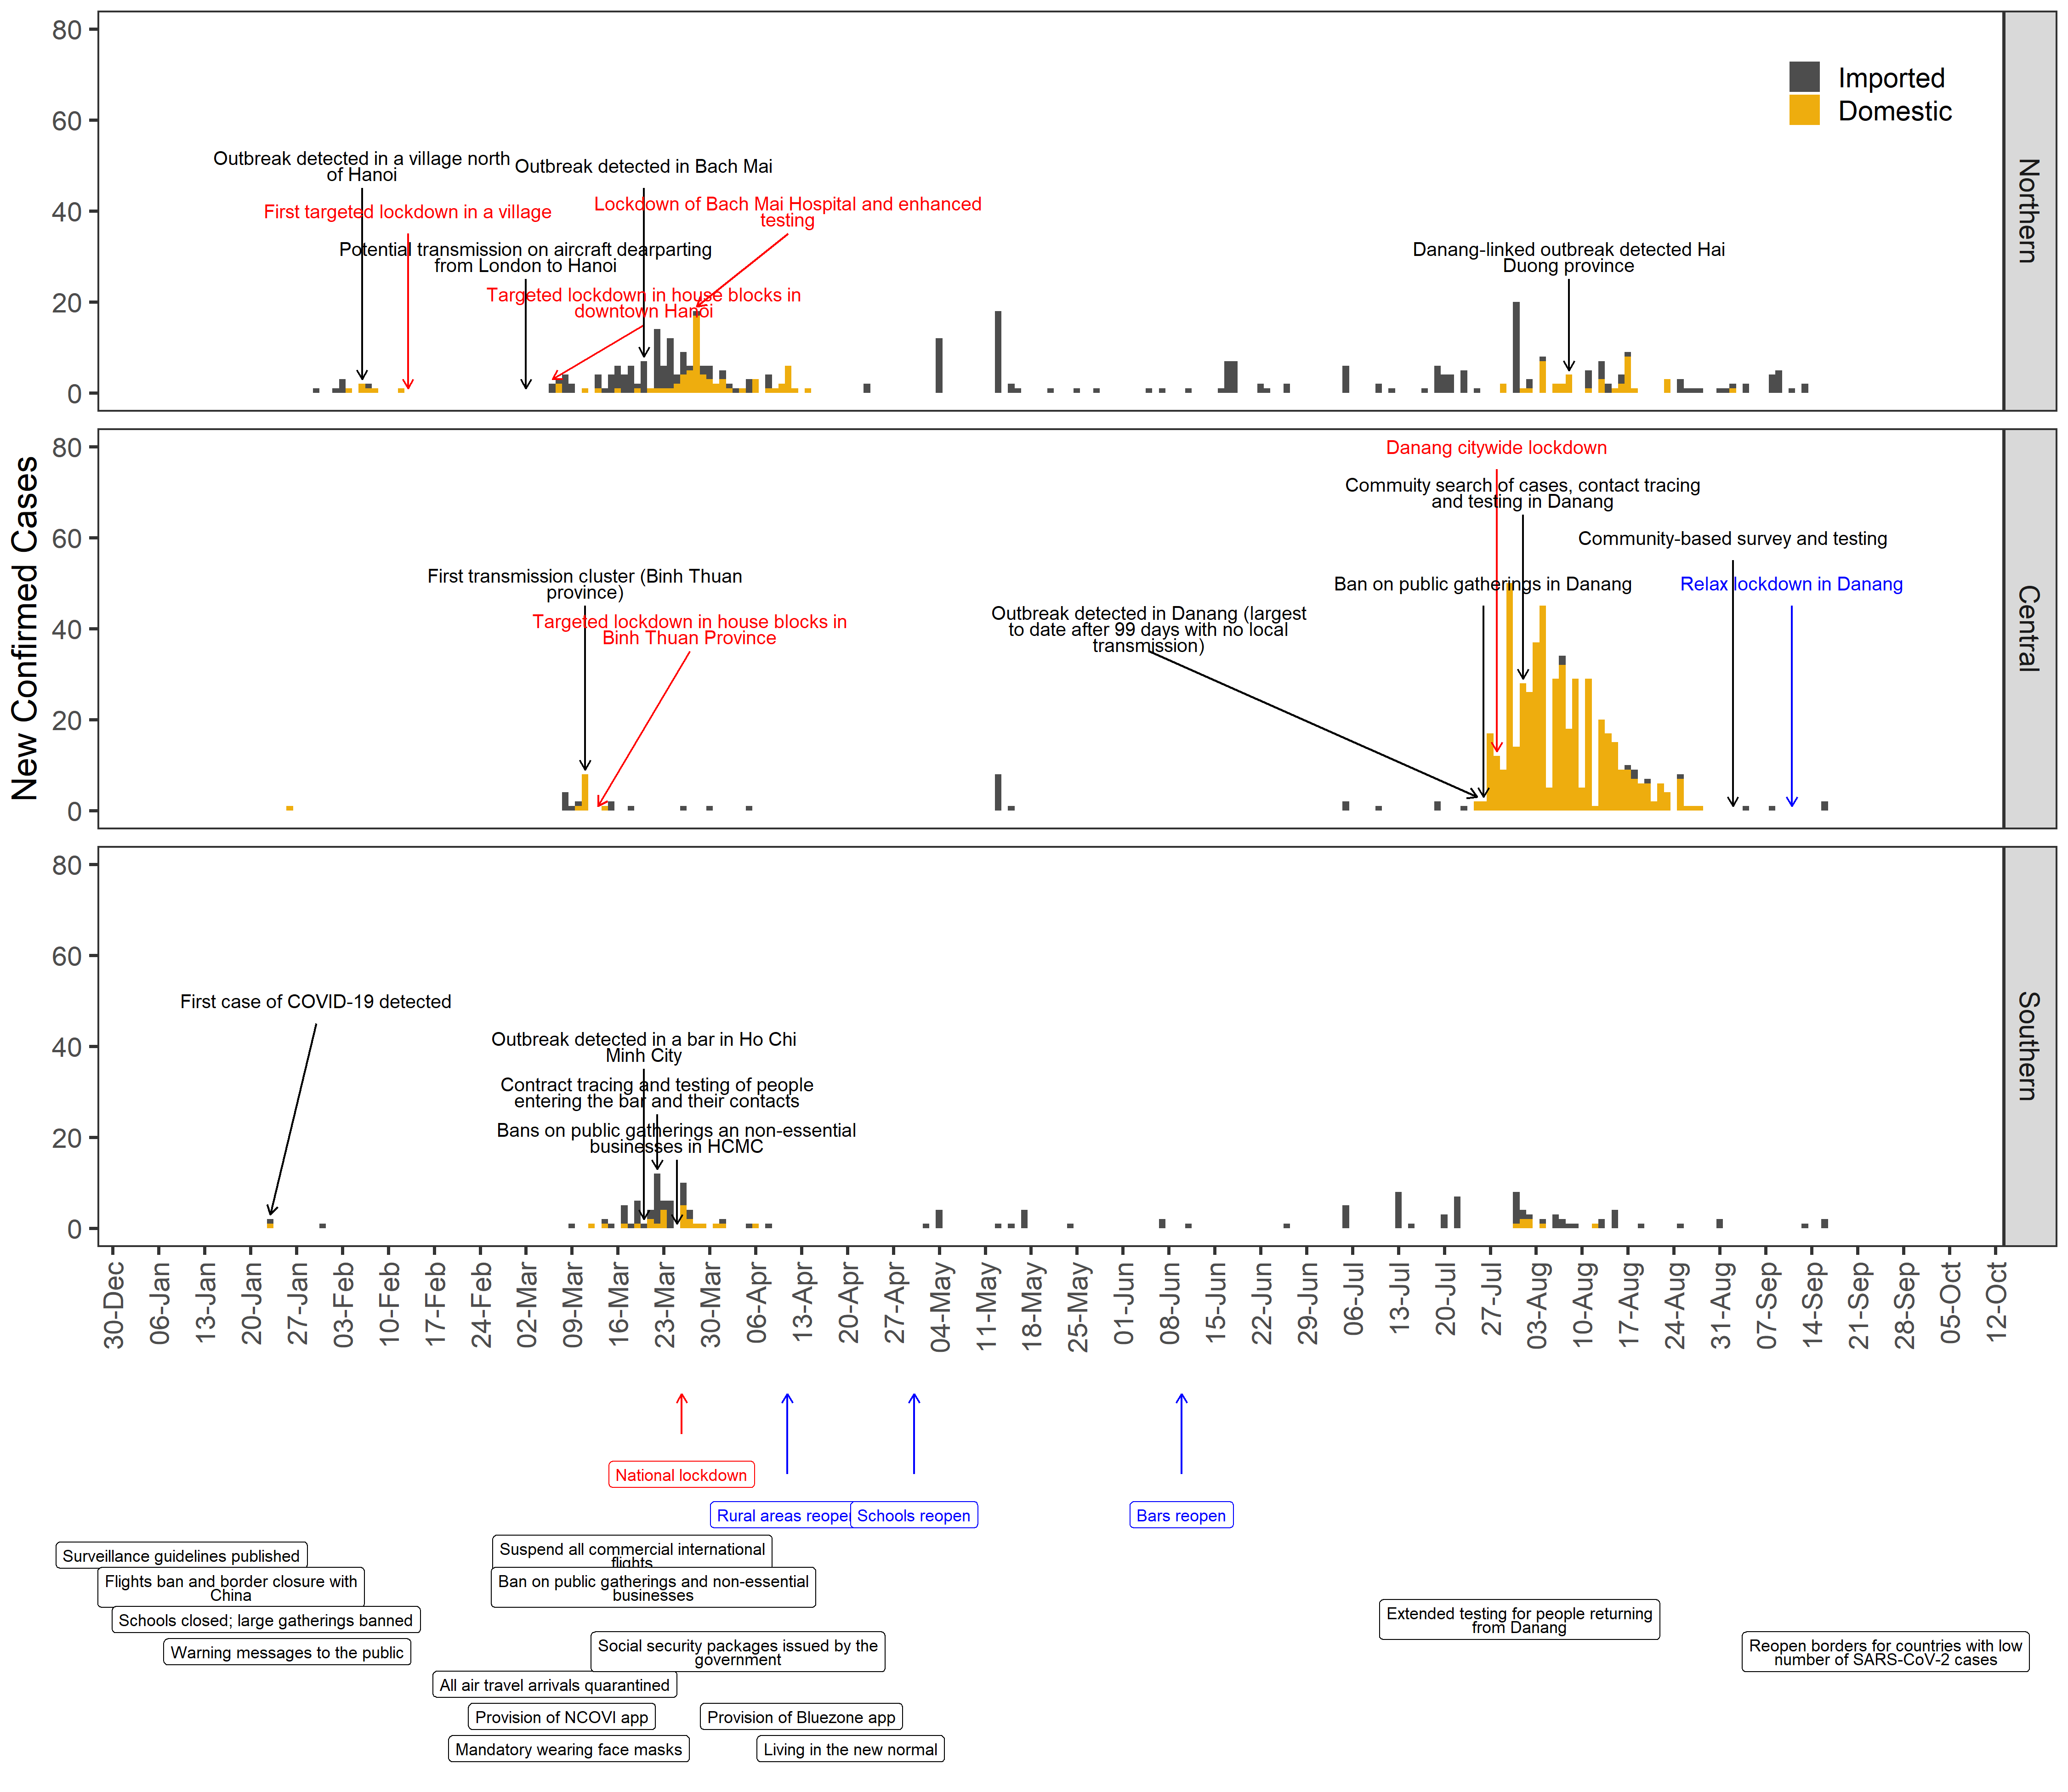 80
60
40
20
0
Imported
Domestic
Outbreak detected in a village north
of Hanoi
Outbreak detected in Bach Mai
First targeted lockdown in a village
Lockdown of Bach Mai Hospital and enhanced
testing
Potential transmission on aircraft dearparting
from London to Hanoi
Targeted lockdown in house blocks in
downtown Hanoi
Danang-linked outbreak detected Hai
Duong province
Northern
New Confirmed Cases
80
60
40
20
0
Danang citywide lockdown
Commuity search of cases, contact tracing
and testing in Danang
Community-based survey and testing
First transmission cluster (Binh Thuan
province)
Ban on public gatherings in Danang
Relax lockdown in Danang
Targeted lockdown in house blocks in
Binh Thuan Province
Outbreak detected in Danang (largest
to date after 99 days with no local
transmission)
Central
80
60
40
20
0
First case of COVID-19 detected
Outbreak detected in a bar in Ho Chi
Minh City
Contract tracing and testing of people
entering the bar and their contacts
Bans on public gatherings an non-essential
businesses in HCMC
Southern
30-Dec
06-Jan
13-Jan
20-Jan
27-Jan
03-Feb
10-Feb
17-Feb
24-Feb
02-Mar
09-Mar
16-Mar
23-Mar
30-Mar
06-Apr
13-Apr
20-Apr
27-Apr
04-May
11-May
18-May
25-May
01-Jun
08-Jun
15-Jun
22-Jun
29-Jun
06-Jul
13-Jul
20-Jul
27-Jul
03-Aug
10-Aug
17-Aug
24-Aug
31-Aug
07-Sep
14-Sep
21-Sep
28-Sep
05-Oct
12-Oct
National lockdown
Rural areas reopen
Schools reopen
Bars reopen
Surveillance guidelines published
Suspend all commercial international
flights
Flights ban and border closure with
China
Ban on public gatherings and non-essential
businesses
Schools closed; large gatherings banned
Extended testing for people returning
from Danang
Warning messages to the public
Social security packages issued by the
government
Reopen borders for countries with low
number of SARS-CoV-2 cases
All air travel arrivals quarantined
Provision of NCOVI app
Provision of Bluezone app
Mandatory wearing face masks
Living in the new normal